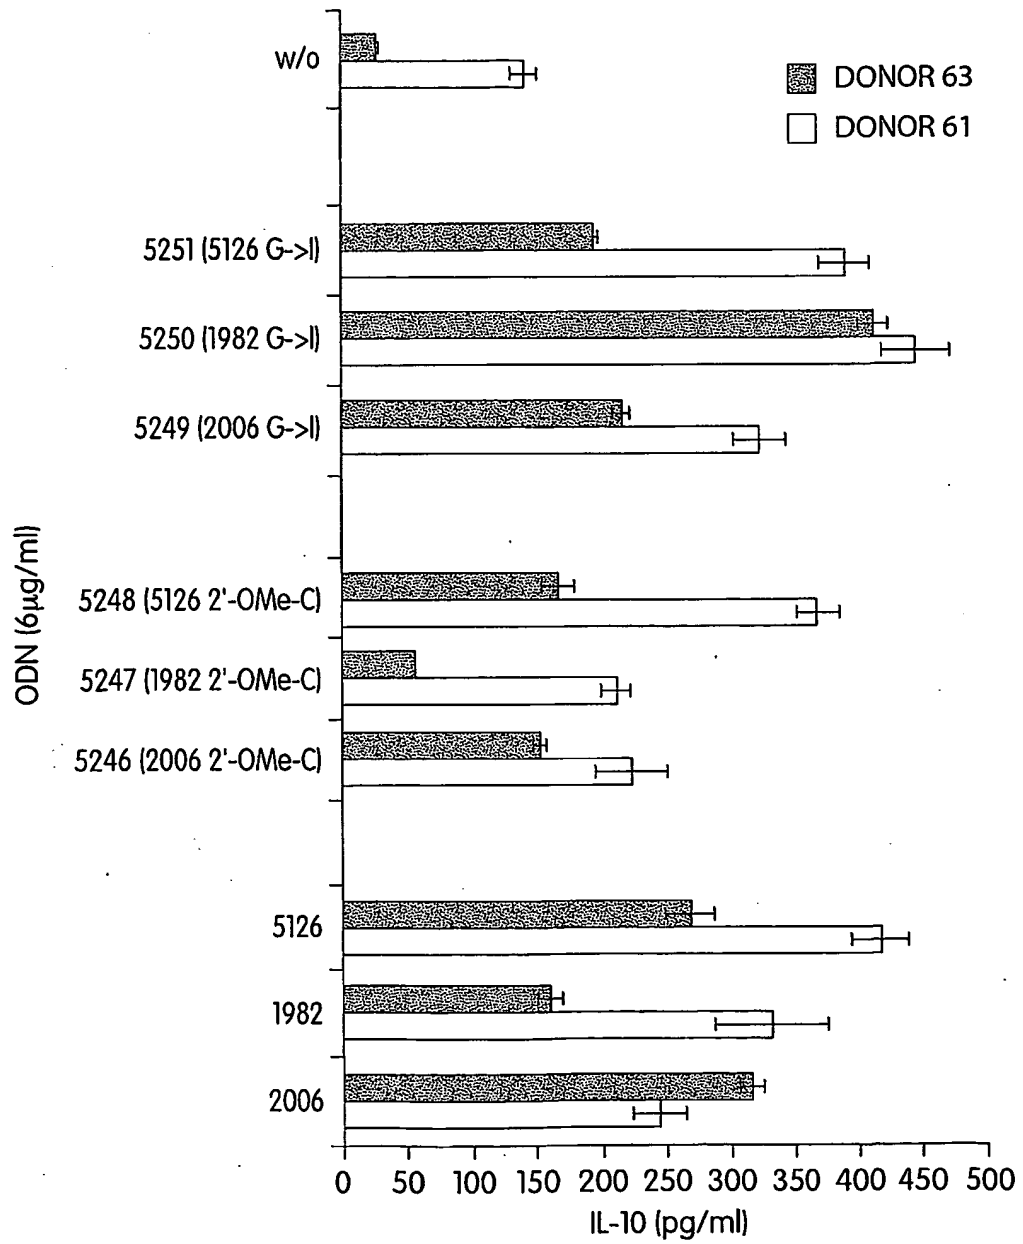 w/o
DONOR 63
DONOR 61
5251 (5126 G->I)
5250 (1982 G->I)
5249 (2006 G->I)
5248 (5126 2'-OMe-C)
5247 (1982 2'-OMe-C)
5246 (2006 2'-OMe-C)
5126
1982
2006
ODN (6μg/ml)
0 50 100 150 200 250 300 350 400 450 500
IL-10 (pg/ml)